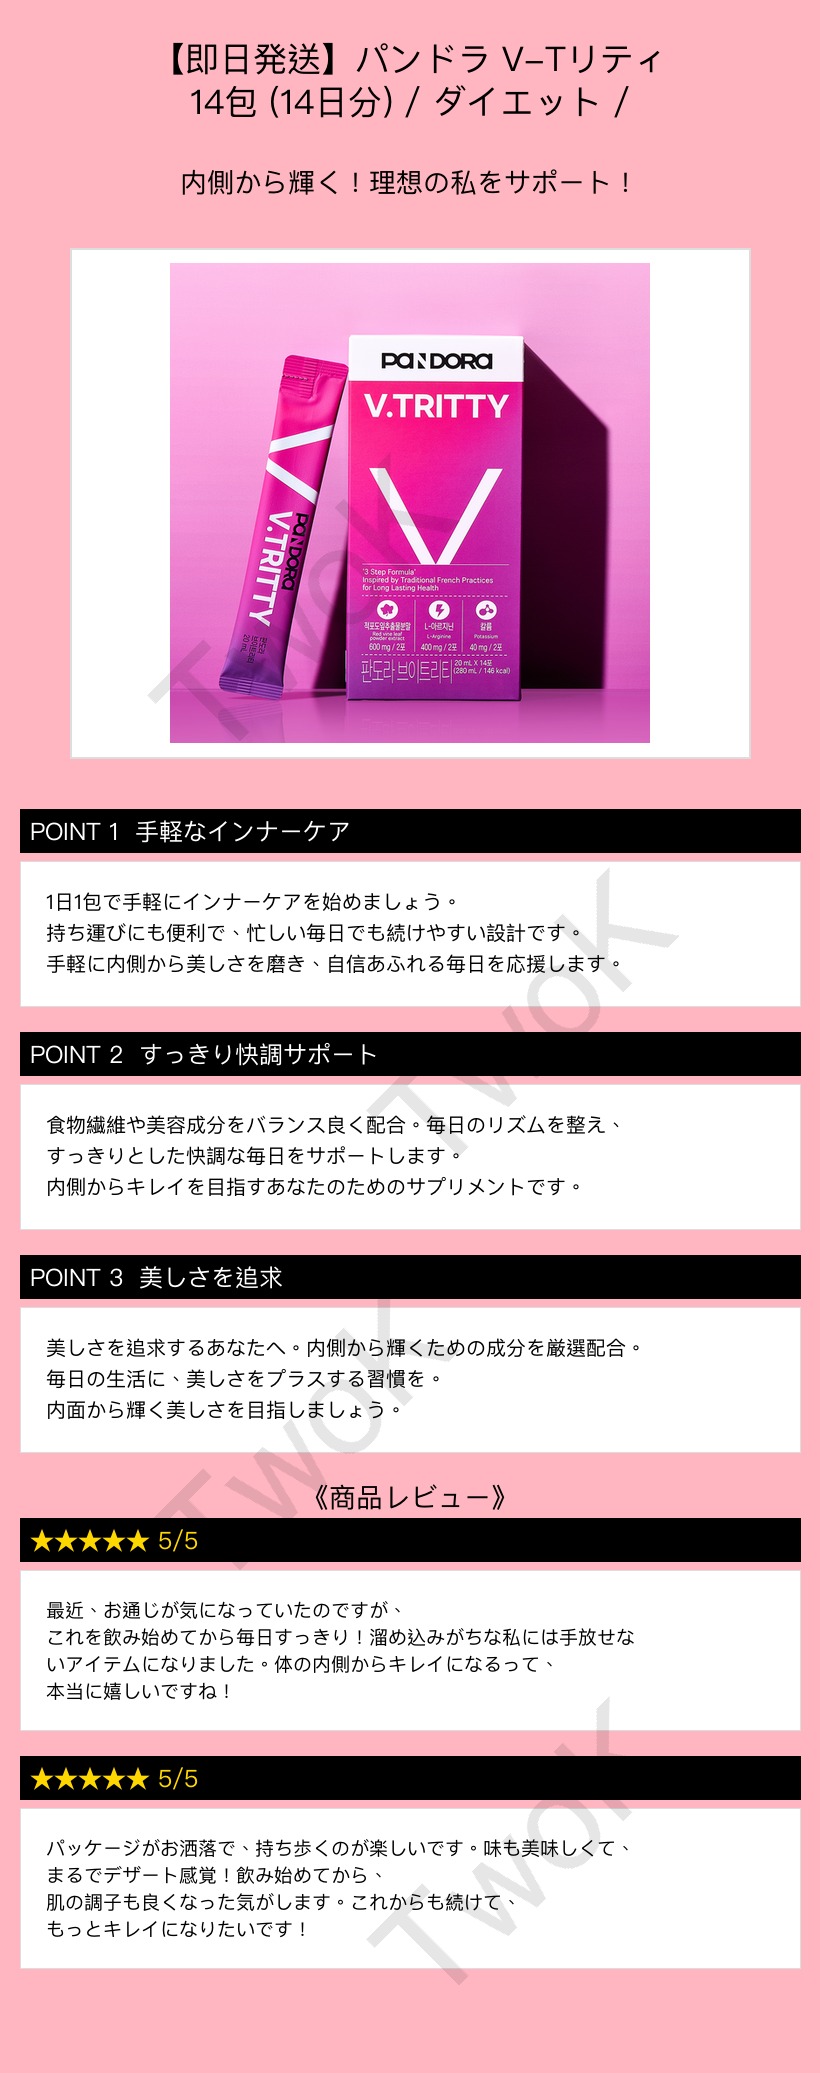 【即日発送】パンドラ V-Tリティ
14包 (14日分) / ダイエット /
内側から輝く！理想の私をサポート！
PANDORA
V.TRITTY
V
'3 Step Formula'
Inspired by Traditional French Practices
for Long Lasting Health
적포도잎추출물분말 L-아르지닌 칼륨
Red vine leaf powder extract L-Arginine Potassium
600 mg / 2포 400 mg / 2포 40 mg / 2포
판도라 브이트리티 20 mL X 14포
(280 mL / 146 kcal)
V
PANDORA
V.TRITTY
판도라
브이트리티
20 mL
POINT 1 手軽なインナーケア
1日1包で手軽にインナーケアを始めましょう。
持ち運びにも便利で、忙しい毎日でも続けやすい設計です。
手軽に内側から美しさを磨き、自信あふれる毎日を応援します。
POINT 2 すっきり快調サポート
食物繊維や美容成分をバランス良く配合。毎日のリズムを整え、
すっきりとした快調な毎日をサポートします。
内側からキレイを目指すあなたのためのサプリメントです。
POINT 3 美しさを追求
美しさを追求するあなたへ。内側から輝くための成分を厳選配合。
毎日の生活に、美しさをプラスする習慣を。
内面から輝く美しさを目指しましょう。
《商品レビュー》
★★★★★ 5/5
最近、お通じが気になっていたのですが、
これを飲み始めてから毎日すっきり！溜め込みがちな私には手放せな
いアイテムになりました。体の内側からキレイになるって、
本当に嬉しいですね！
★★★★★ 5/5
パッケージがお洒落で、持ち歩くのが楽しいです。味も美味しくて、
まるでデザート感覚！飲み始めてから、
肌の調子も良くなった気がします。これからも続けて、
もっとキレイになりたいです！
TwoK
TwoK
TwoK
TwoK